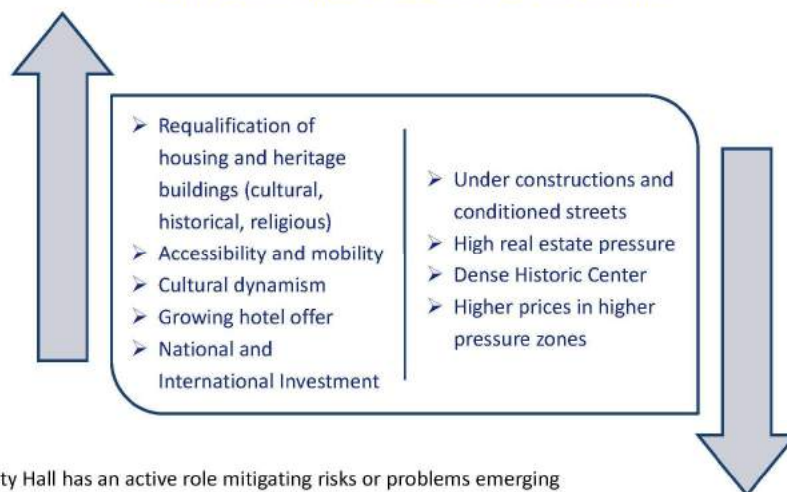 ➢ Requalification of
housing and heritage
buildings (cultural,
historical, religious)
➢ Accessibility and mobility
➢ Cultural dynamism
➢ Growing hotel offer
➢ National and
International Investment
➢ Under constructions and
conditioned streets
➢ High real estate pressure
➢ Dense Historic Center
➢ Higher prices in higher
pressure zones
ty Hall has an active role mitigating risks or problems emerging